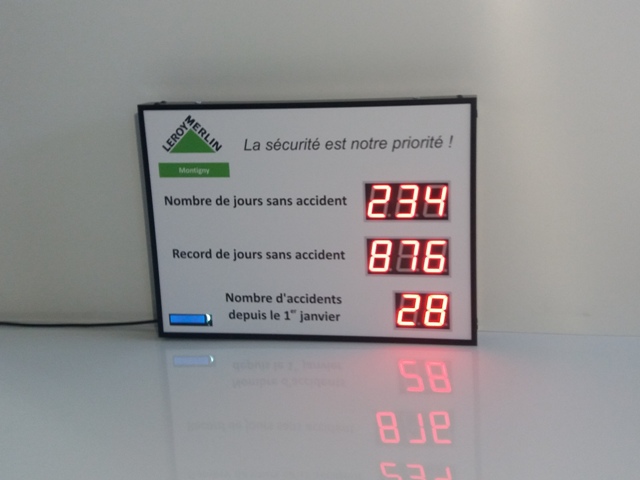 LEROY MERLIN
La sécurité est notre priorité !
Montigny
Nombre de jours sans accident 234
Record de jours sans accident 876
Nombre d'accidents
depuis le 1er janvier 28